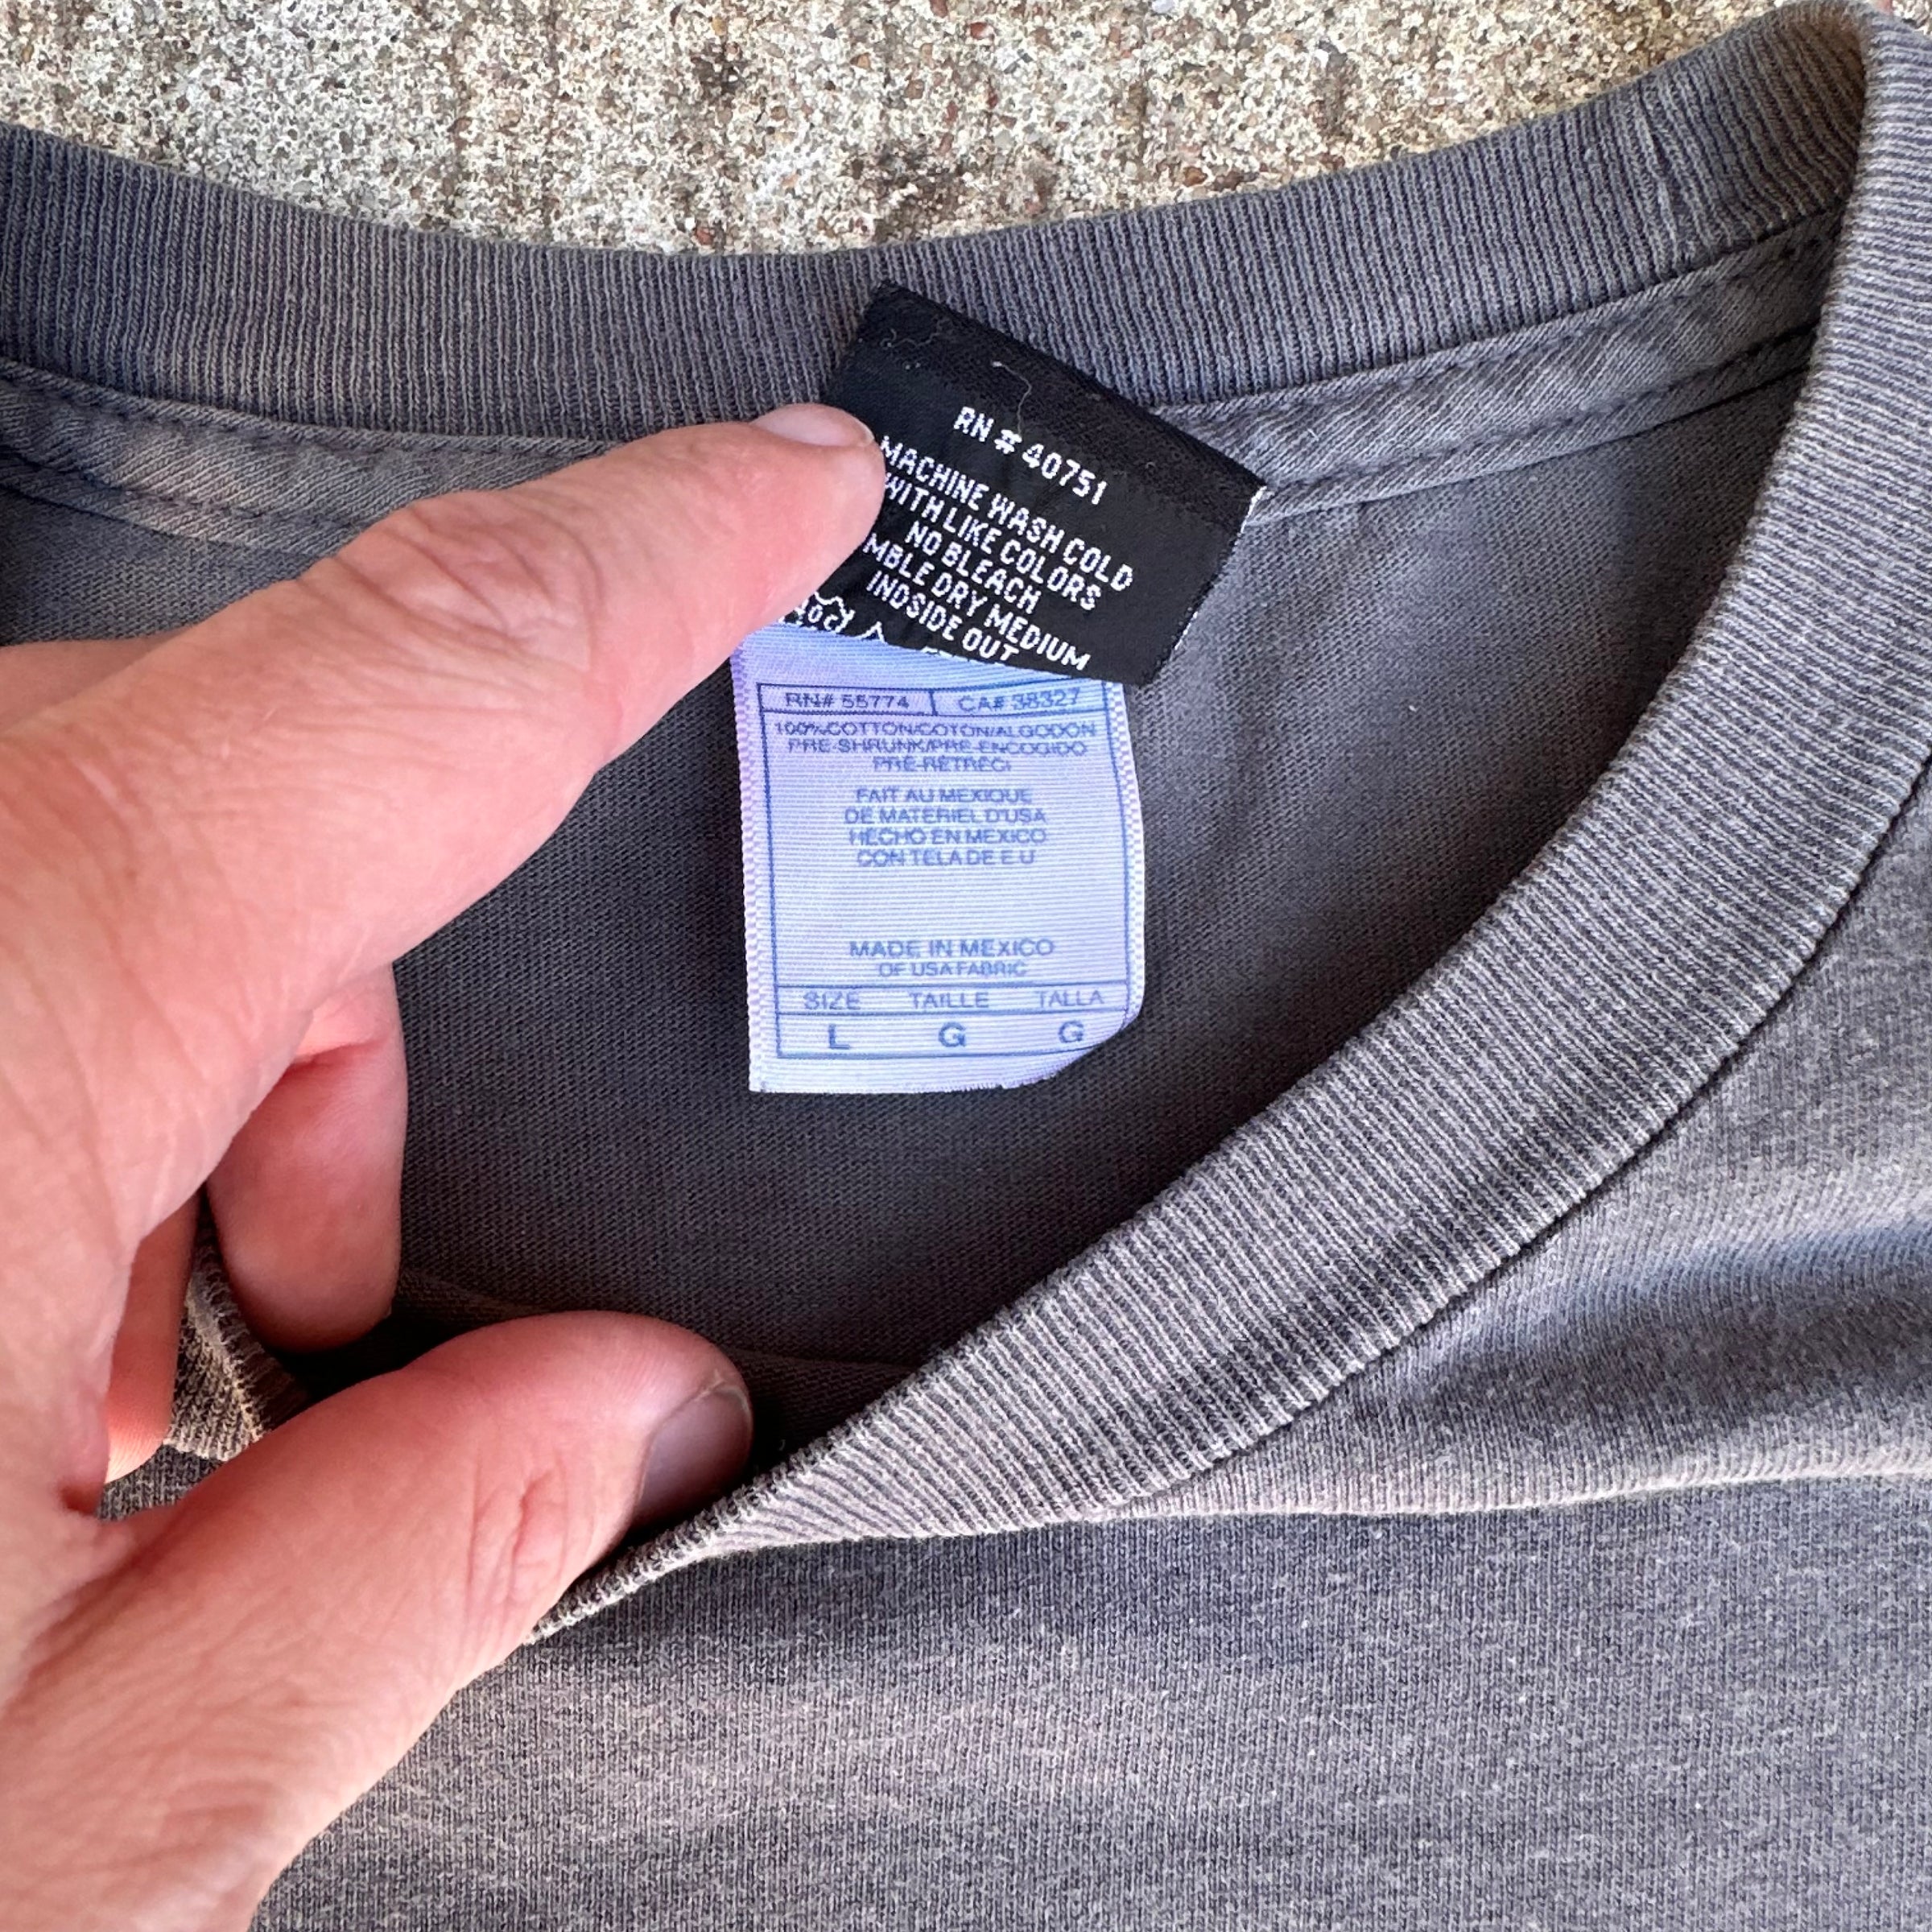 RN # 40751
MACHINE WASH COLD
WITH LIKE COLORS
NO BLEACH
MBLE DRY MEDIUM
INDSIDE OUT
RN# 55774 CA# 38327
100% COTTON/COTON/ALGODON
PRE-SHRUNK/PRE-ENCOGIDO
PRÉ-RÉTRÉCI
FAIT AU MEXIQUE
DE MATERIEL D'USA
HECHO EN MEXICO
CON TELA DE E U
MADE IN MEXICO
OF USA FABRIC
SIZE TAILLE TALLA
L G G